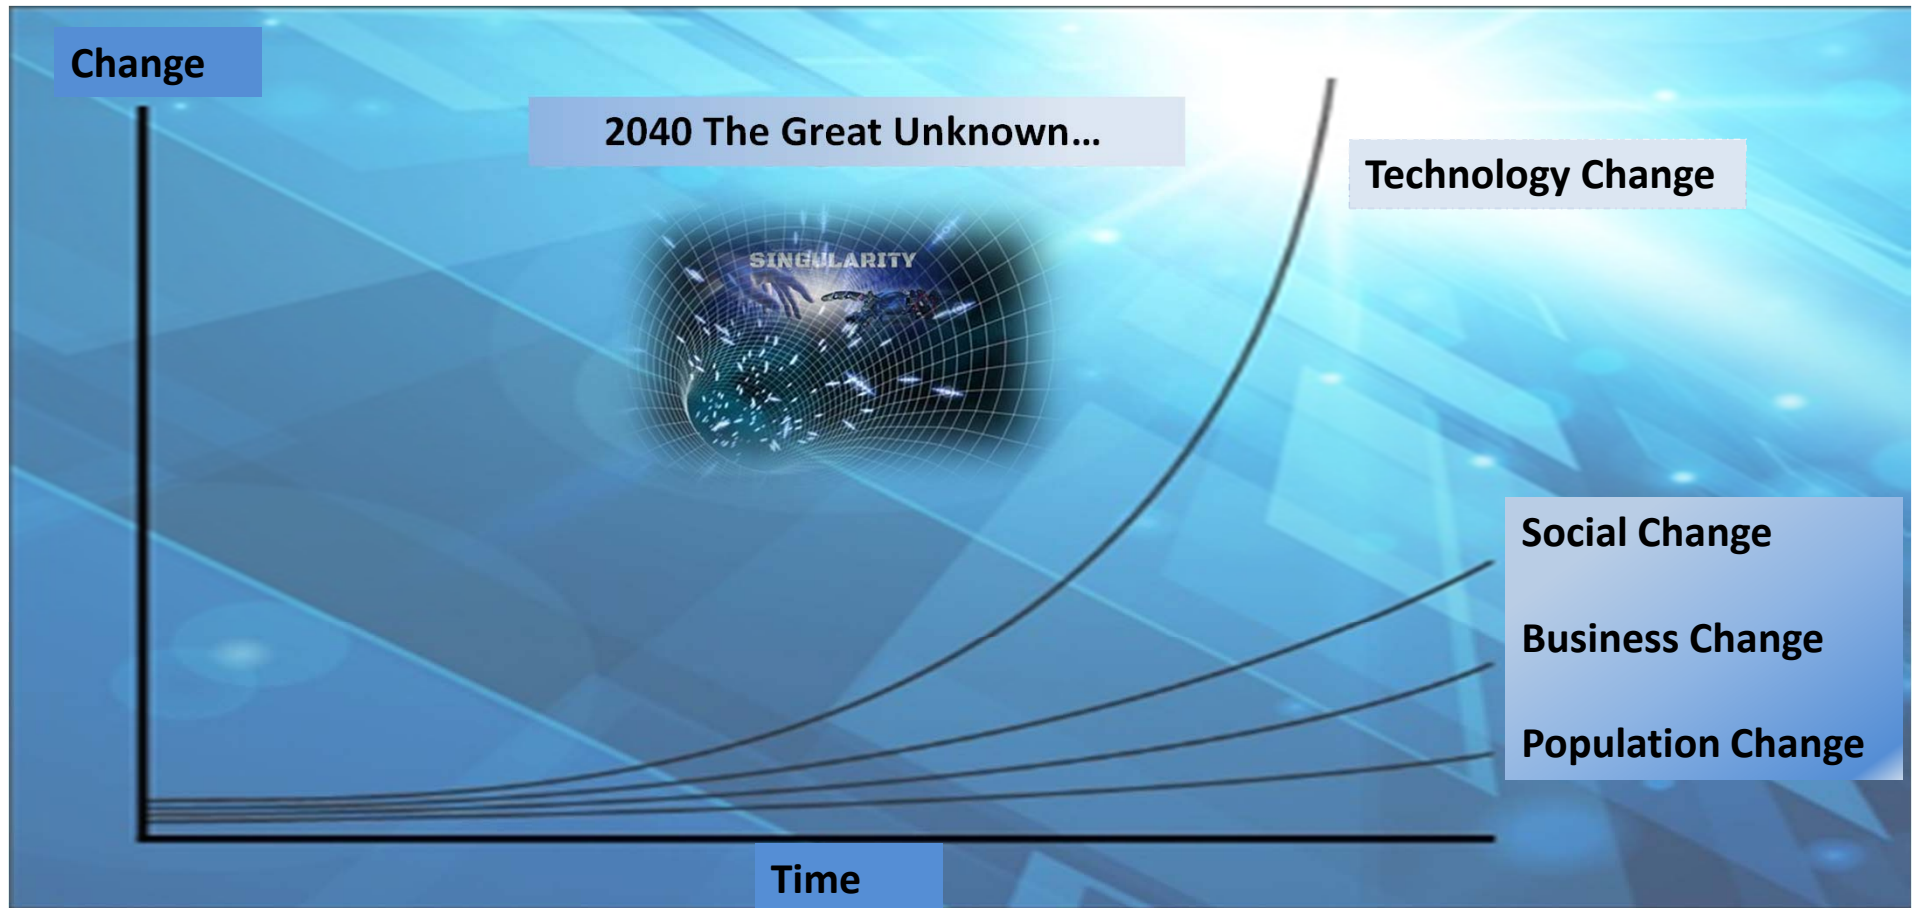 Change
2040 The Great Unknown…
Technology Change
SINGULARITY
Social Change
Business Change
Population Change
Time